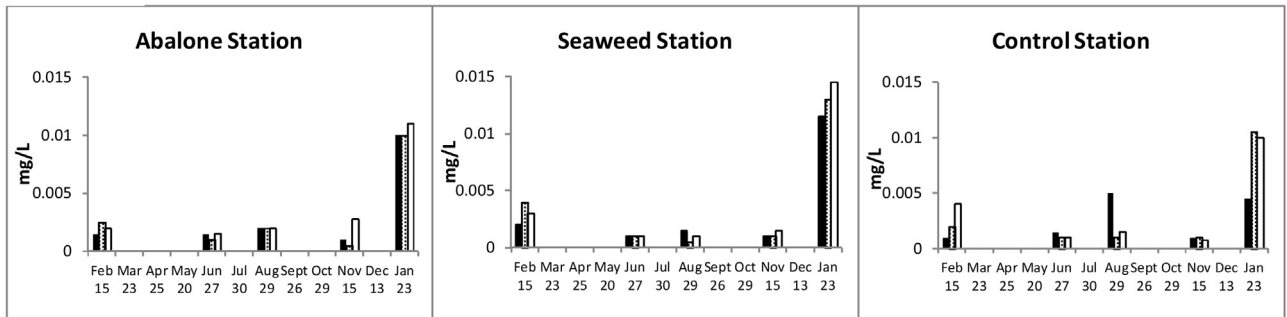 Abalone Station
0.015
0.01
0.005
0
mg/L
Feb Mar Apr May Jun Jul Aug Sept Oct Nov Dec Jan
15 23 25 20 27 30 29 26 29 15 13 23
Seaweed Station
0.015
0.01
0.005
0
mg/L
Feb Mar Apr May Jun Jul Aug Sept Oct Nov Dec Jan
15 23 25 20 27 30 29 26 29 15 13 23
Control Station
0.015
0.01
0.005
0
mg/L
Feb Mar Apr May Jun Jul Aug Sept Oct Nov Dec Jan
15 23 25 20 27 30 29 26 29 15 13 23